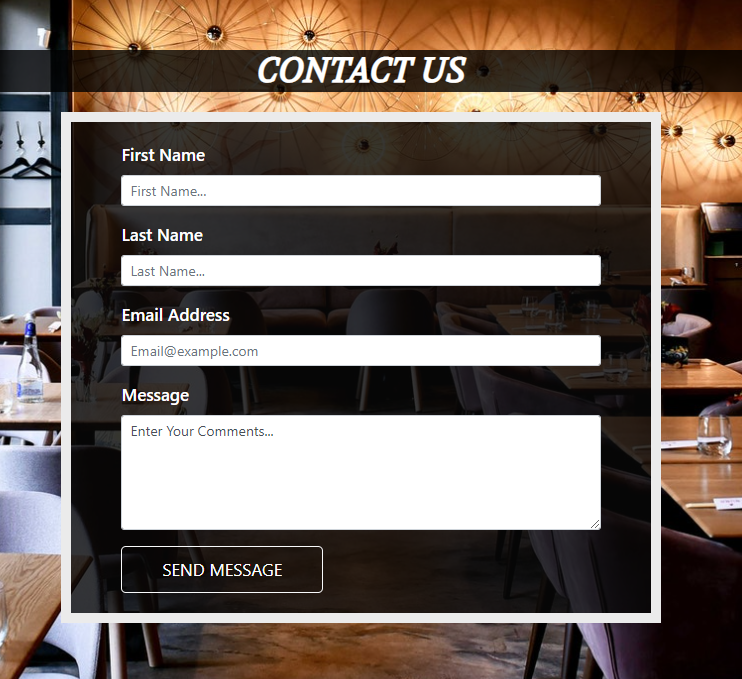 CONTACT US
First Name
First Name...
Last Name
Last Name...
Email Address
Email@example.com
Message
Enter Your Comments...
SEND MESSAGE